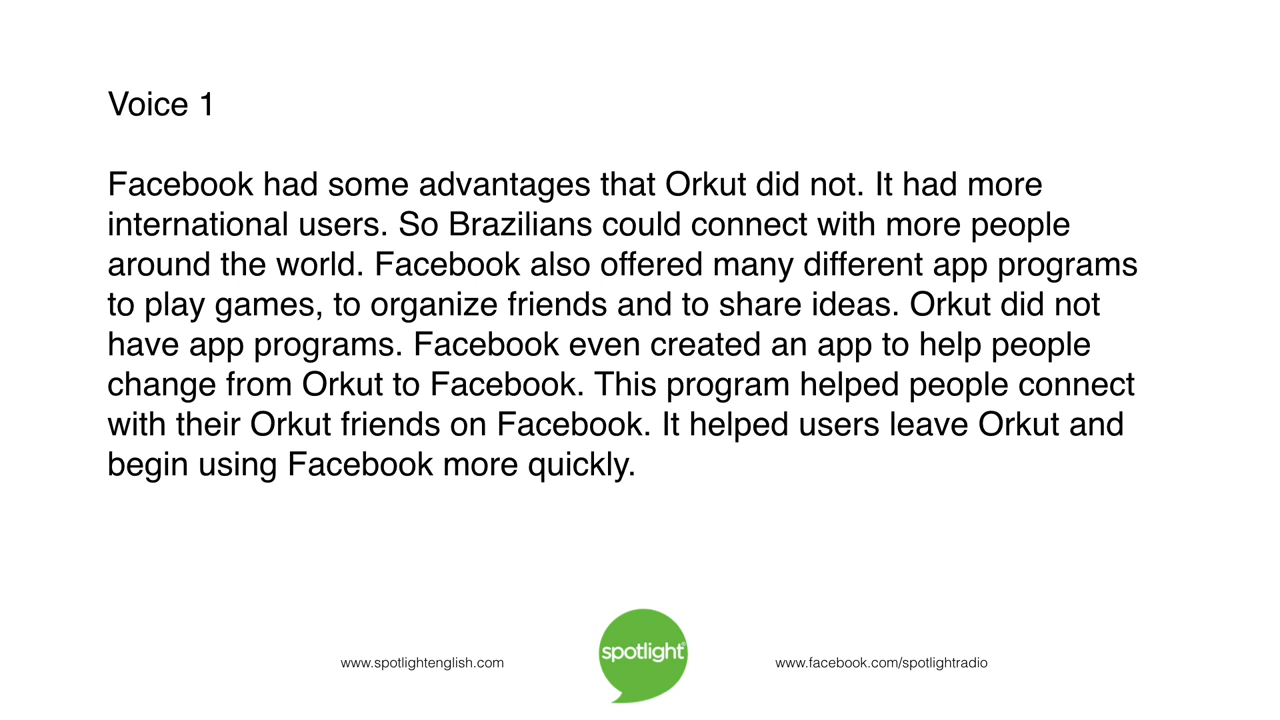 Voice 1
Facebook had some advantages that Orkut did not. It had more
international users. So Brazilians could connect with more people
around the world. Facebook also offered many different app programs
to play games, to organize friends and to share ideas. Orkut did not
have app programs. Facebook even created an app to help people
change from Orkut to Facebook. This program helped people connect
with their Orkut friends on Facebook. It helped users leave Orkut and
begin using Facebook more quickly.
www.spotlightenglish.com
spotlight®
www.facebook.com/spotlightradio